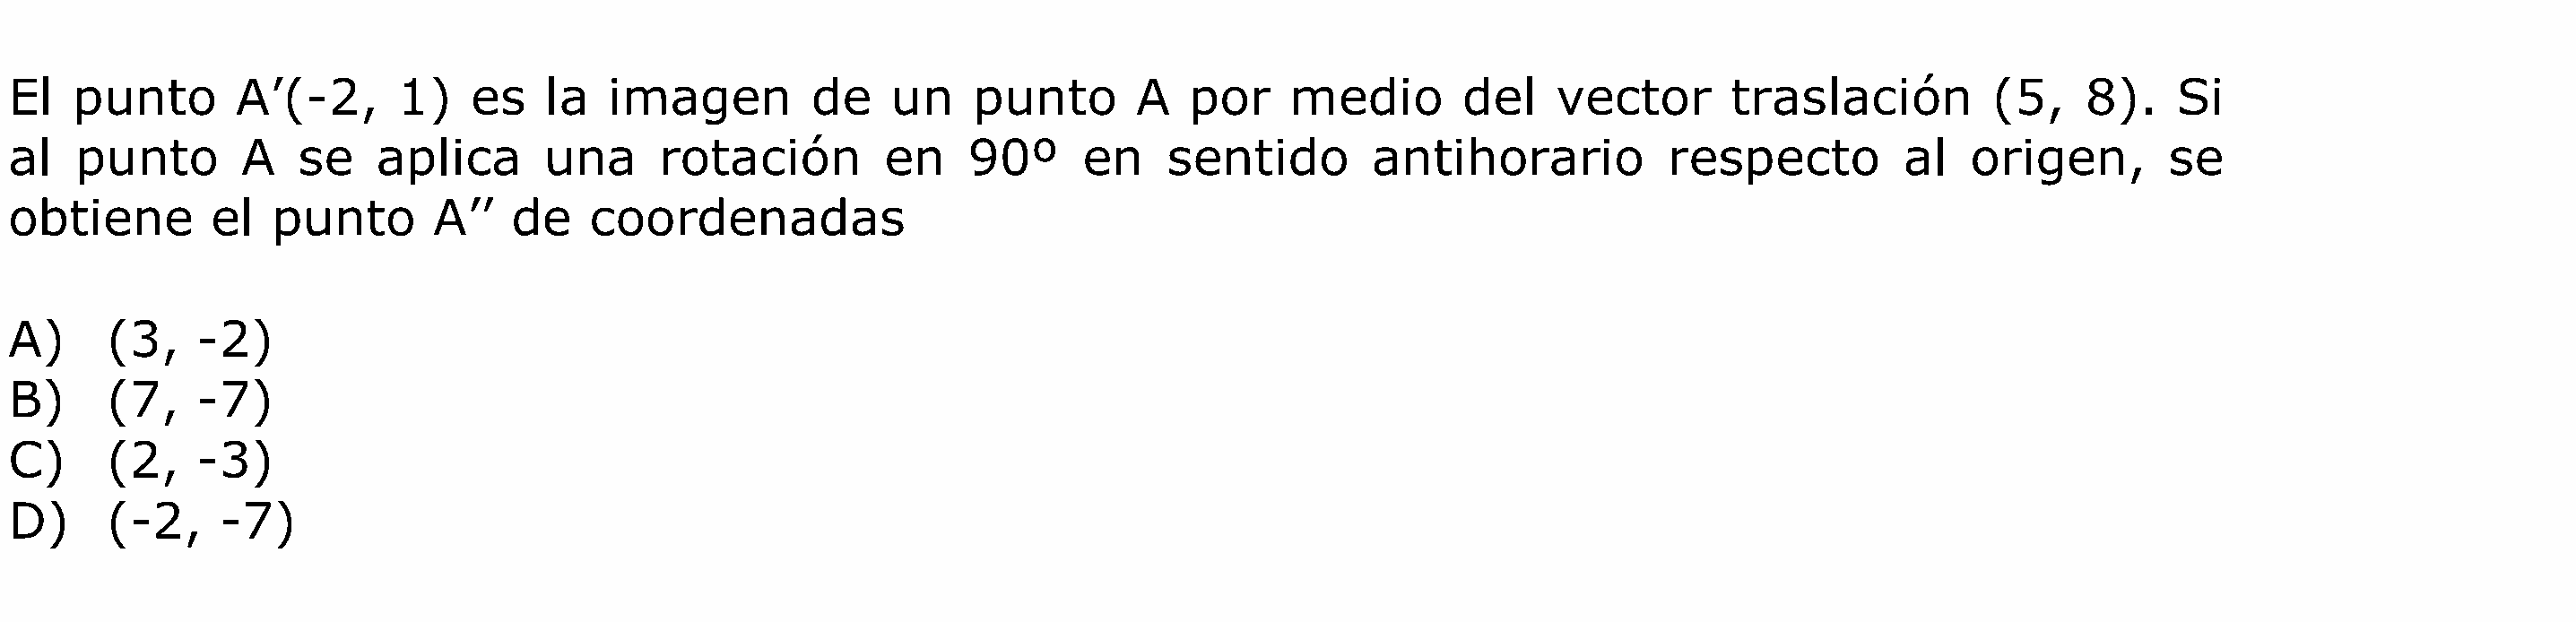 El punto A’(-2, 1) es la imagen de un punto A por medio del vector traslación (5, 8). Si
al punto A se aplica una rotación en 90º en sentido antihorario respecto al origen, se
obtiene el punto A’’ de coordenadas
A) (3, -2)
B) (7, -7)
C) (2, -3)
D) (-2, -7)